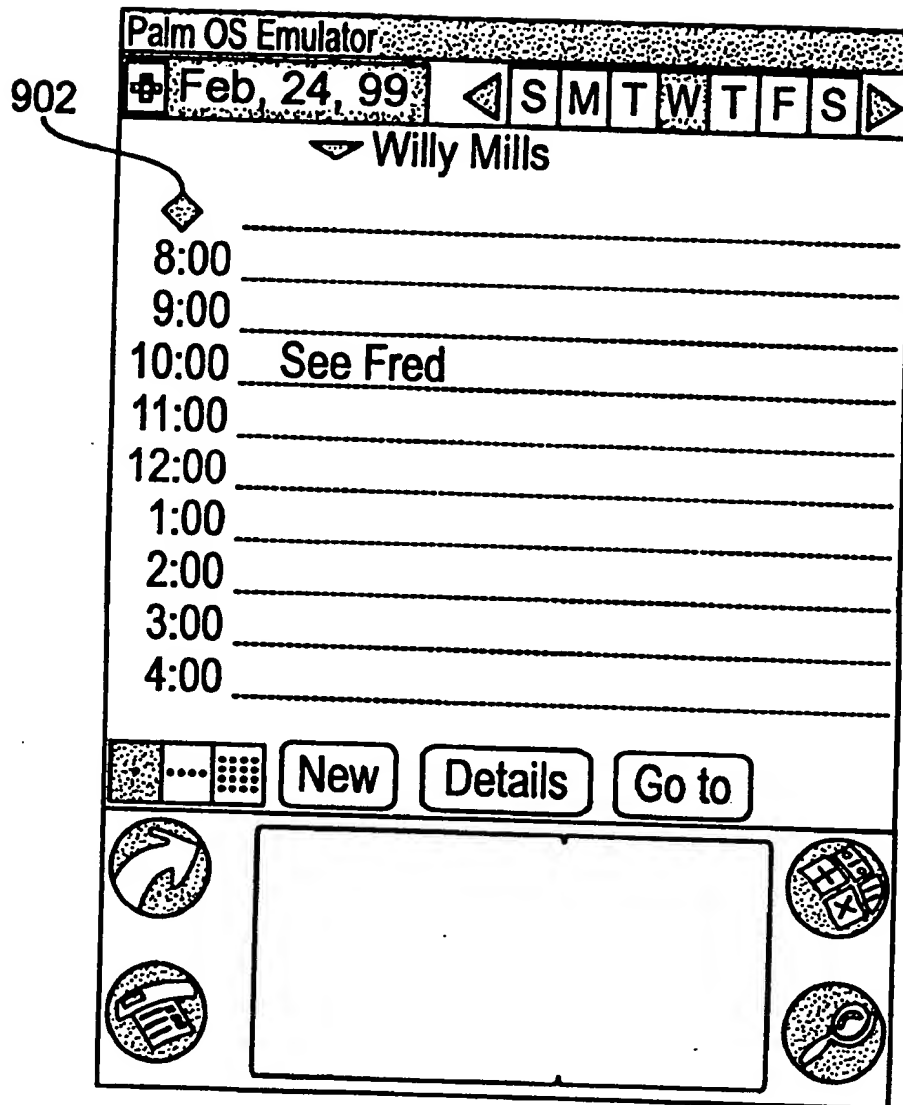 Palm OS Emulator
902
Feb, 24, 99 S M T W T F S
Willy Mills
8:00
9:00
10:00 See Fred
11:00
12:00
1:00
2:00
3:00
4:00
New Details Go to